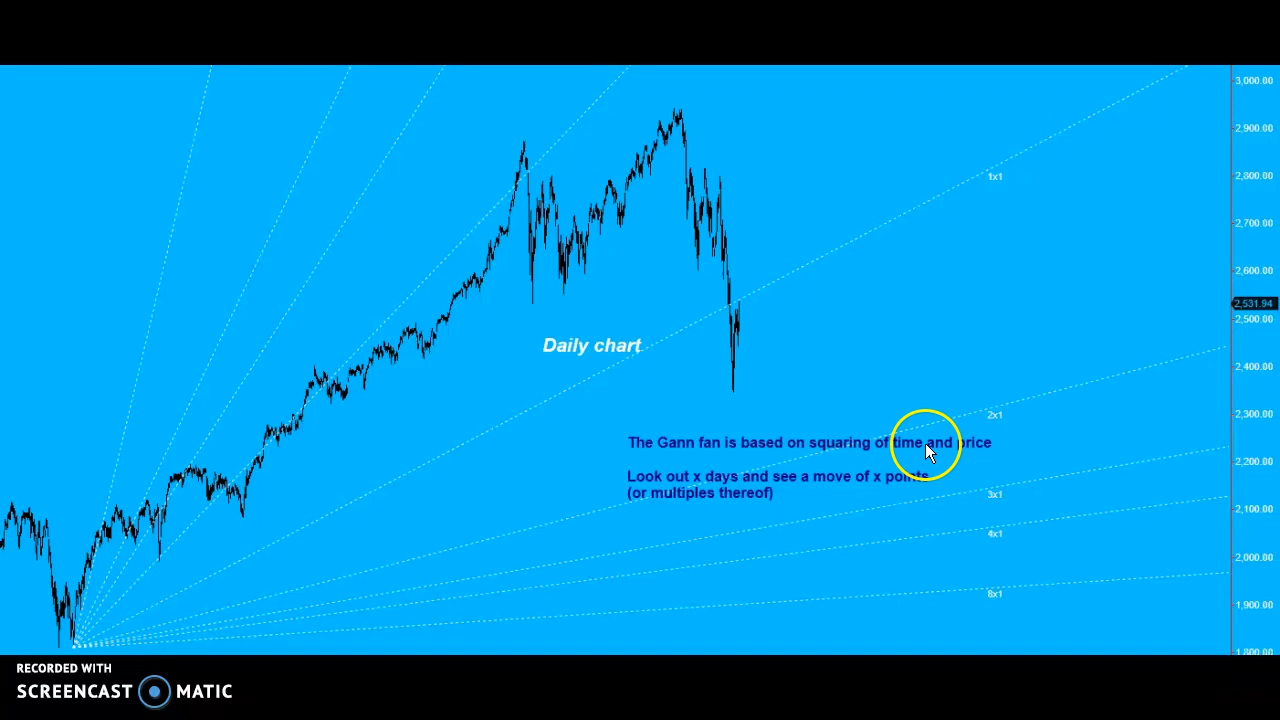 3,000.00
2,900.00
1x1
2,800.00
2,700.00
2,600.00
2,531.94
2,500.00
Daily chart
2,400.00
2x1
2,300.00
The Gann fan is based on squaring of time and price
2,200.00
Look out x days and see a move of x points
(or multiples thereof)
3x1
2,100.00
4x1
2,000.00
8x1
1,900.00
1,800.00
RECORDED WITH
SCREENCAST MATIC